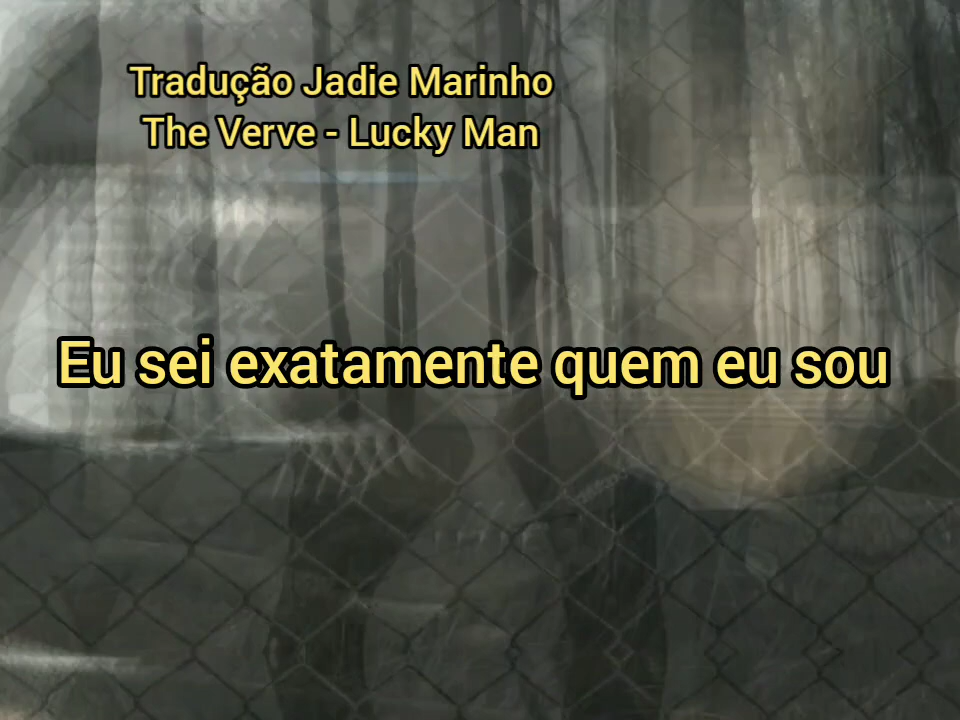 Tradução Jadie Marinho
The Verve - Lucky Man
Eu sei exatamente quem eu sou